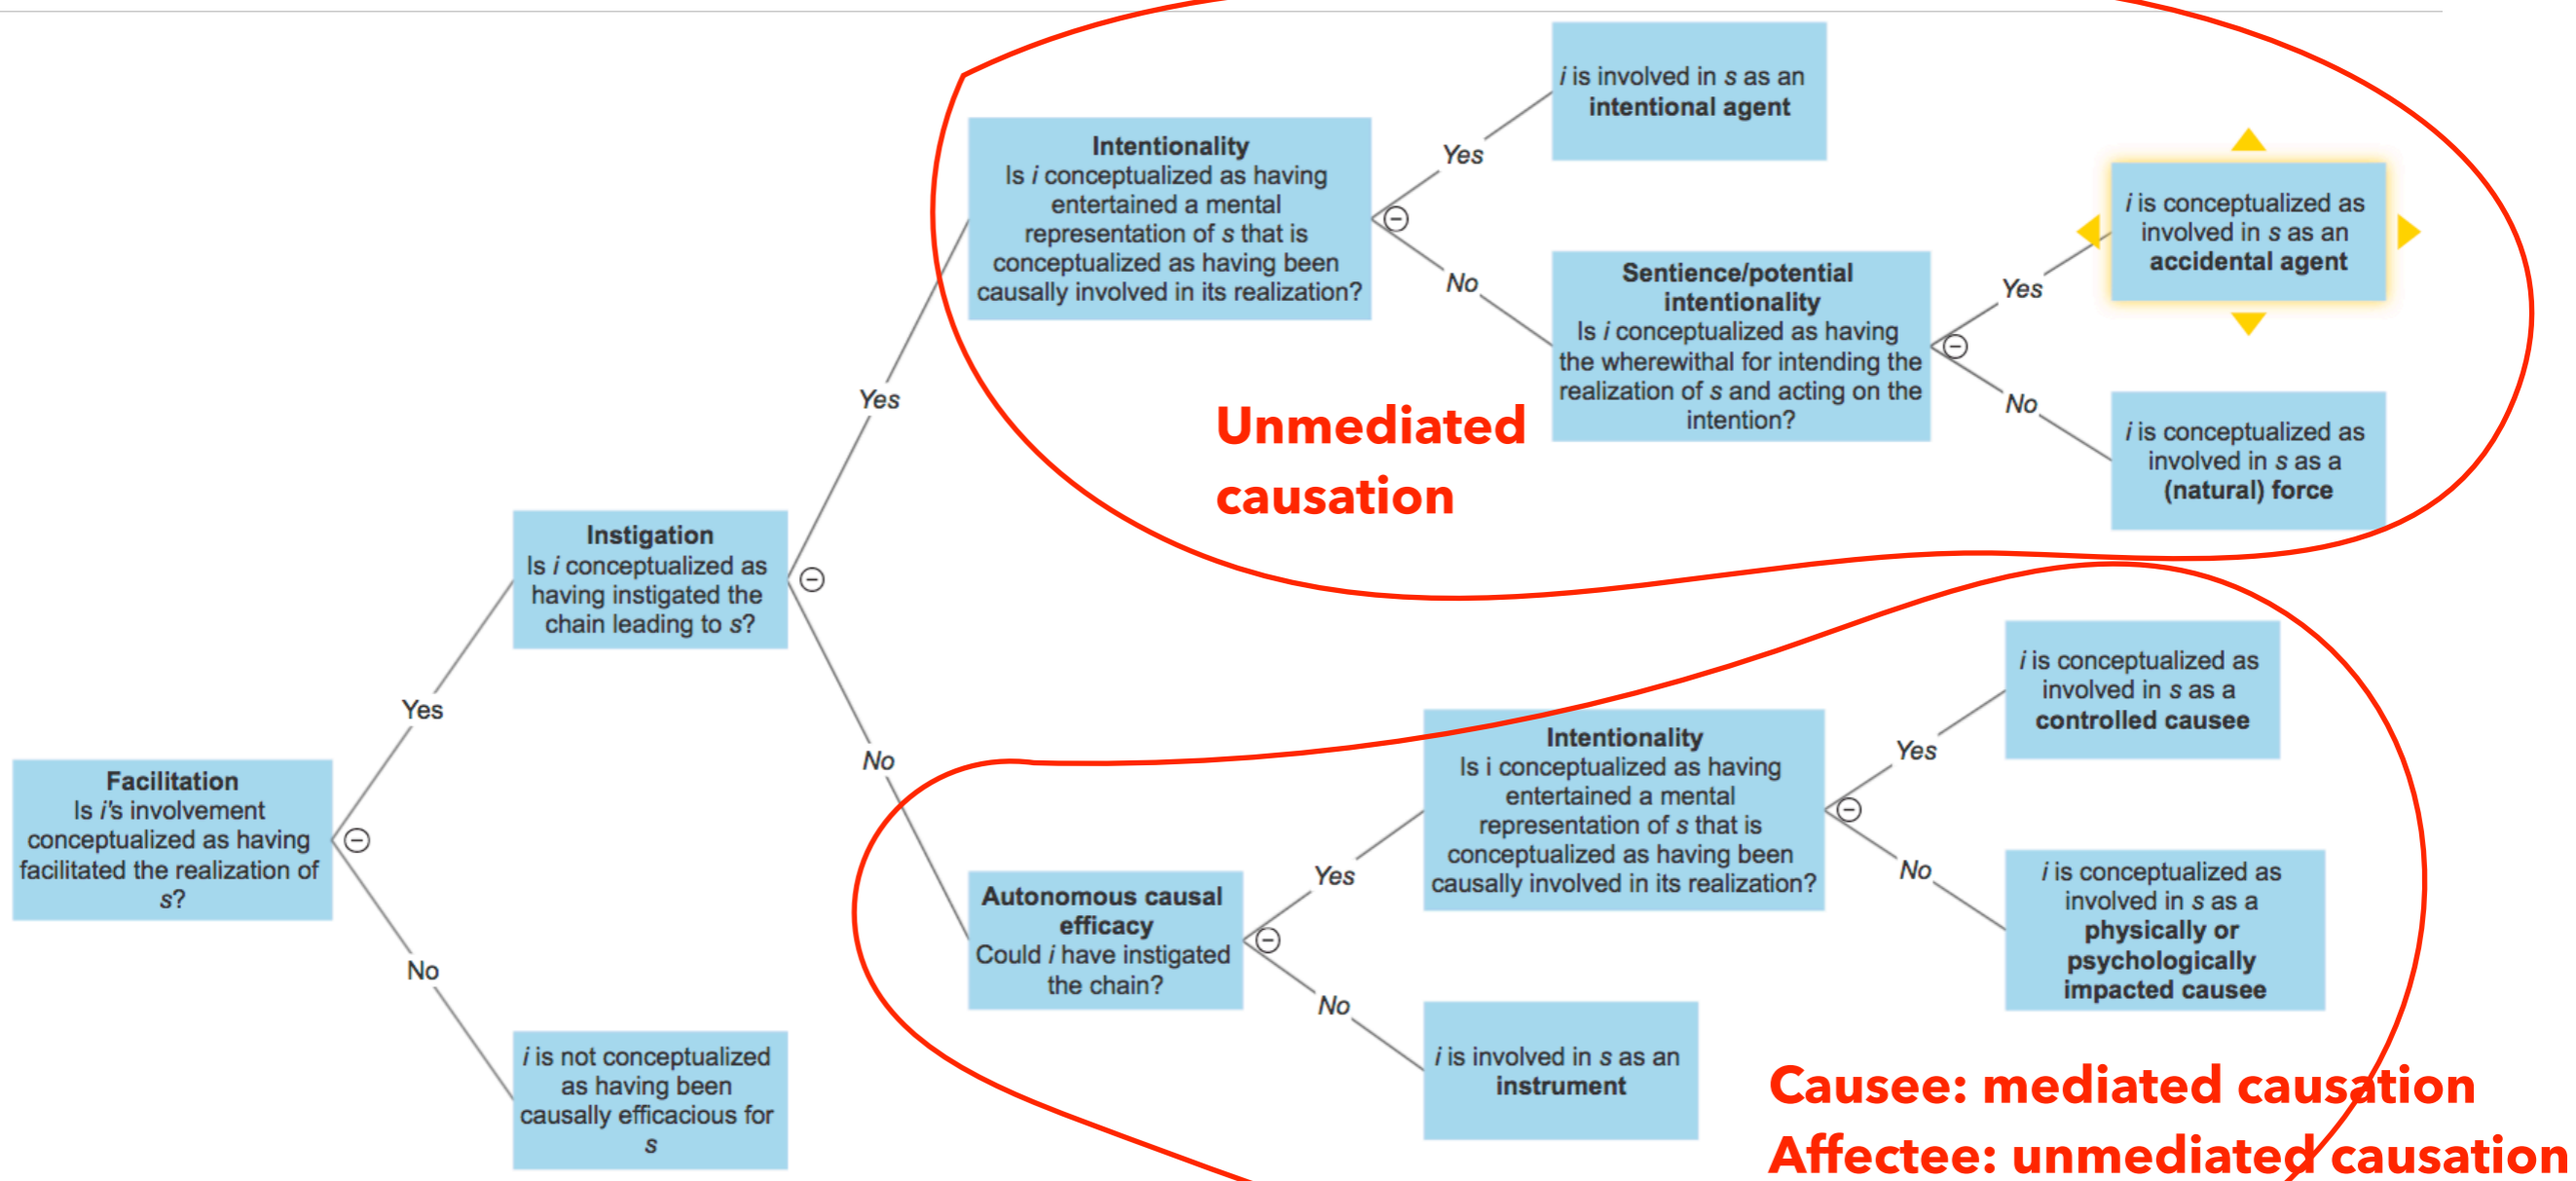 Facilitation
Is i's involvement
conceptualized as having
facilitated the realization of
s?
Yes
No
Instigation
Is i conceptualized as
having instigated the
chain leading to s?
i is not conceptualized
as having been
causally efficacious for
s
Yes
No
Intentionality
Is i conceptualized as having
entertained a mental
representation of s that is
conceptualized as having been
causally involved in its realization?
Yes
No
i is involved in s as an
intentional agent
Sentience/potential
intentionality
Is i conceptualized as having
the wherewithal for intending the
realization of s and acting on the
intention?
Yes
No
i is conceptualized as
involved in s as an
accidental agent
i is conceptualized as
involved in s as a
(natural) force
Unmediated
causation
Autonomous causal
efficacy
Could i have instigated
the chain?
Yes
No
Intentionality
Is i conceptualized as having
entertained a mental
representation of s that is
conceptualized as having been
causally involved in its realization?
Yes
No
i is conceptualized as
involved in s as a
controlled causee
i is conceptualized as
involved in s as a
physically or
psychologically
impacted causee
i is involved in s as an
instrument
Causee: mediated causation
Affectee: unmediated causation